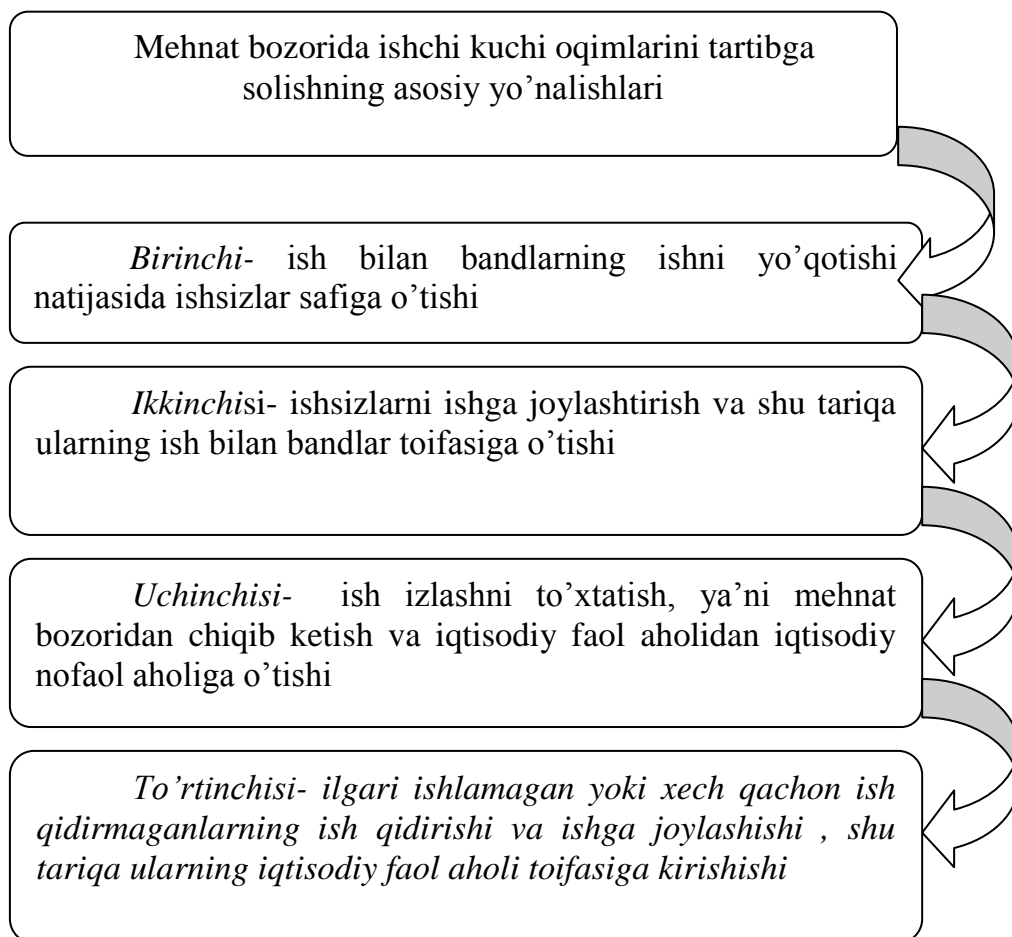 Mehnat bozorida ishchi kuchi oqimlarini tartibga
solishning asosiy yo’nalishlari
Birinchi- ish bilan bandlarning ishni yo’qotishi
natijasida ishsizlar safiga o’tishi
Ikkinchisi- ishsizlarni ishga joylashtirish va shu tariqa
ularning ish bilan bandlar toifasiga o’tishi
Uchinchisi- ish izlashni to’xtatish, ya’ni mehnat
bozoridan chiqib ketish va iqtisodiy faol aholidan iqtisodiy
nofaol aholiga o’tishi
To’rtinchisi- ilgari ishlamagan yoki xech qachon ish
qidirmaganlarning ish qidirishi va ishga joylashishi , shu
tariqa ularning iqtisodiy faol aholi toifasiga kirishishi